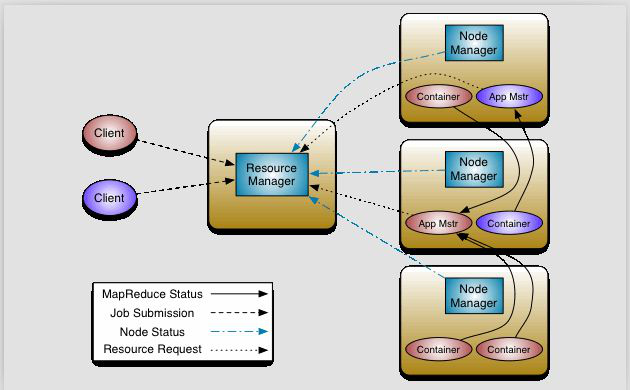 Node
Manager
Container
App Mstr
Client
Resource
Manager
Node
Manager
Client
App Mstr
Container
Node
Manager
MapReduce Status
Job Submission
Node Status
Resource Request
Container
Container